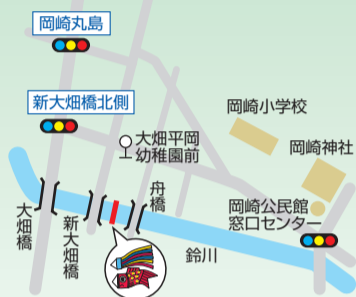 岡崎丸島
新大畑橋北側
大畑平岡
幼稚園前
岡崎小学校
岡崎神社
岡崎公民館
窓口センター
大畑橋
新大畑橋
舟橋
鈴川